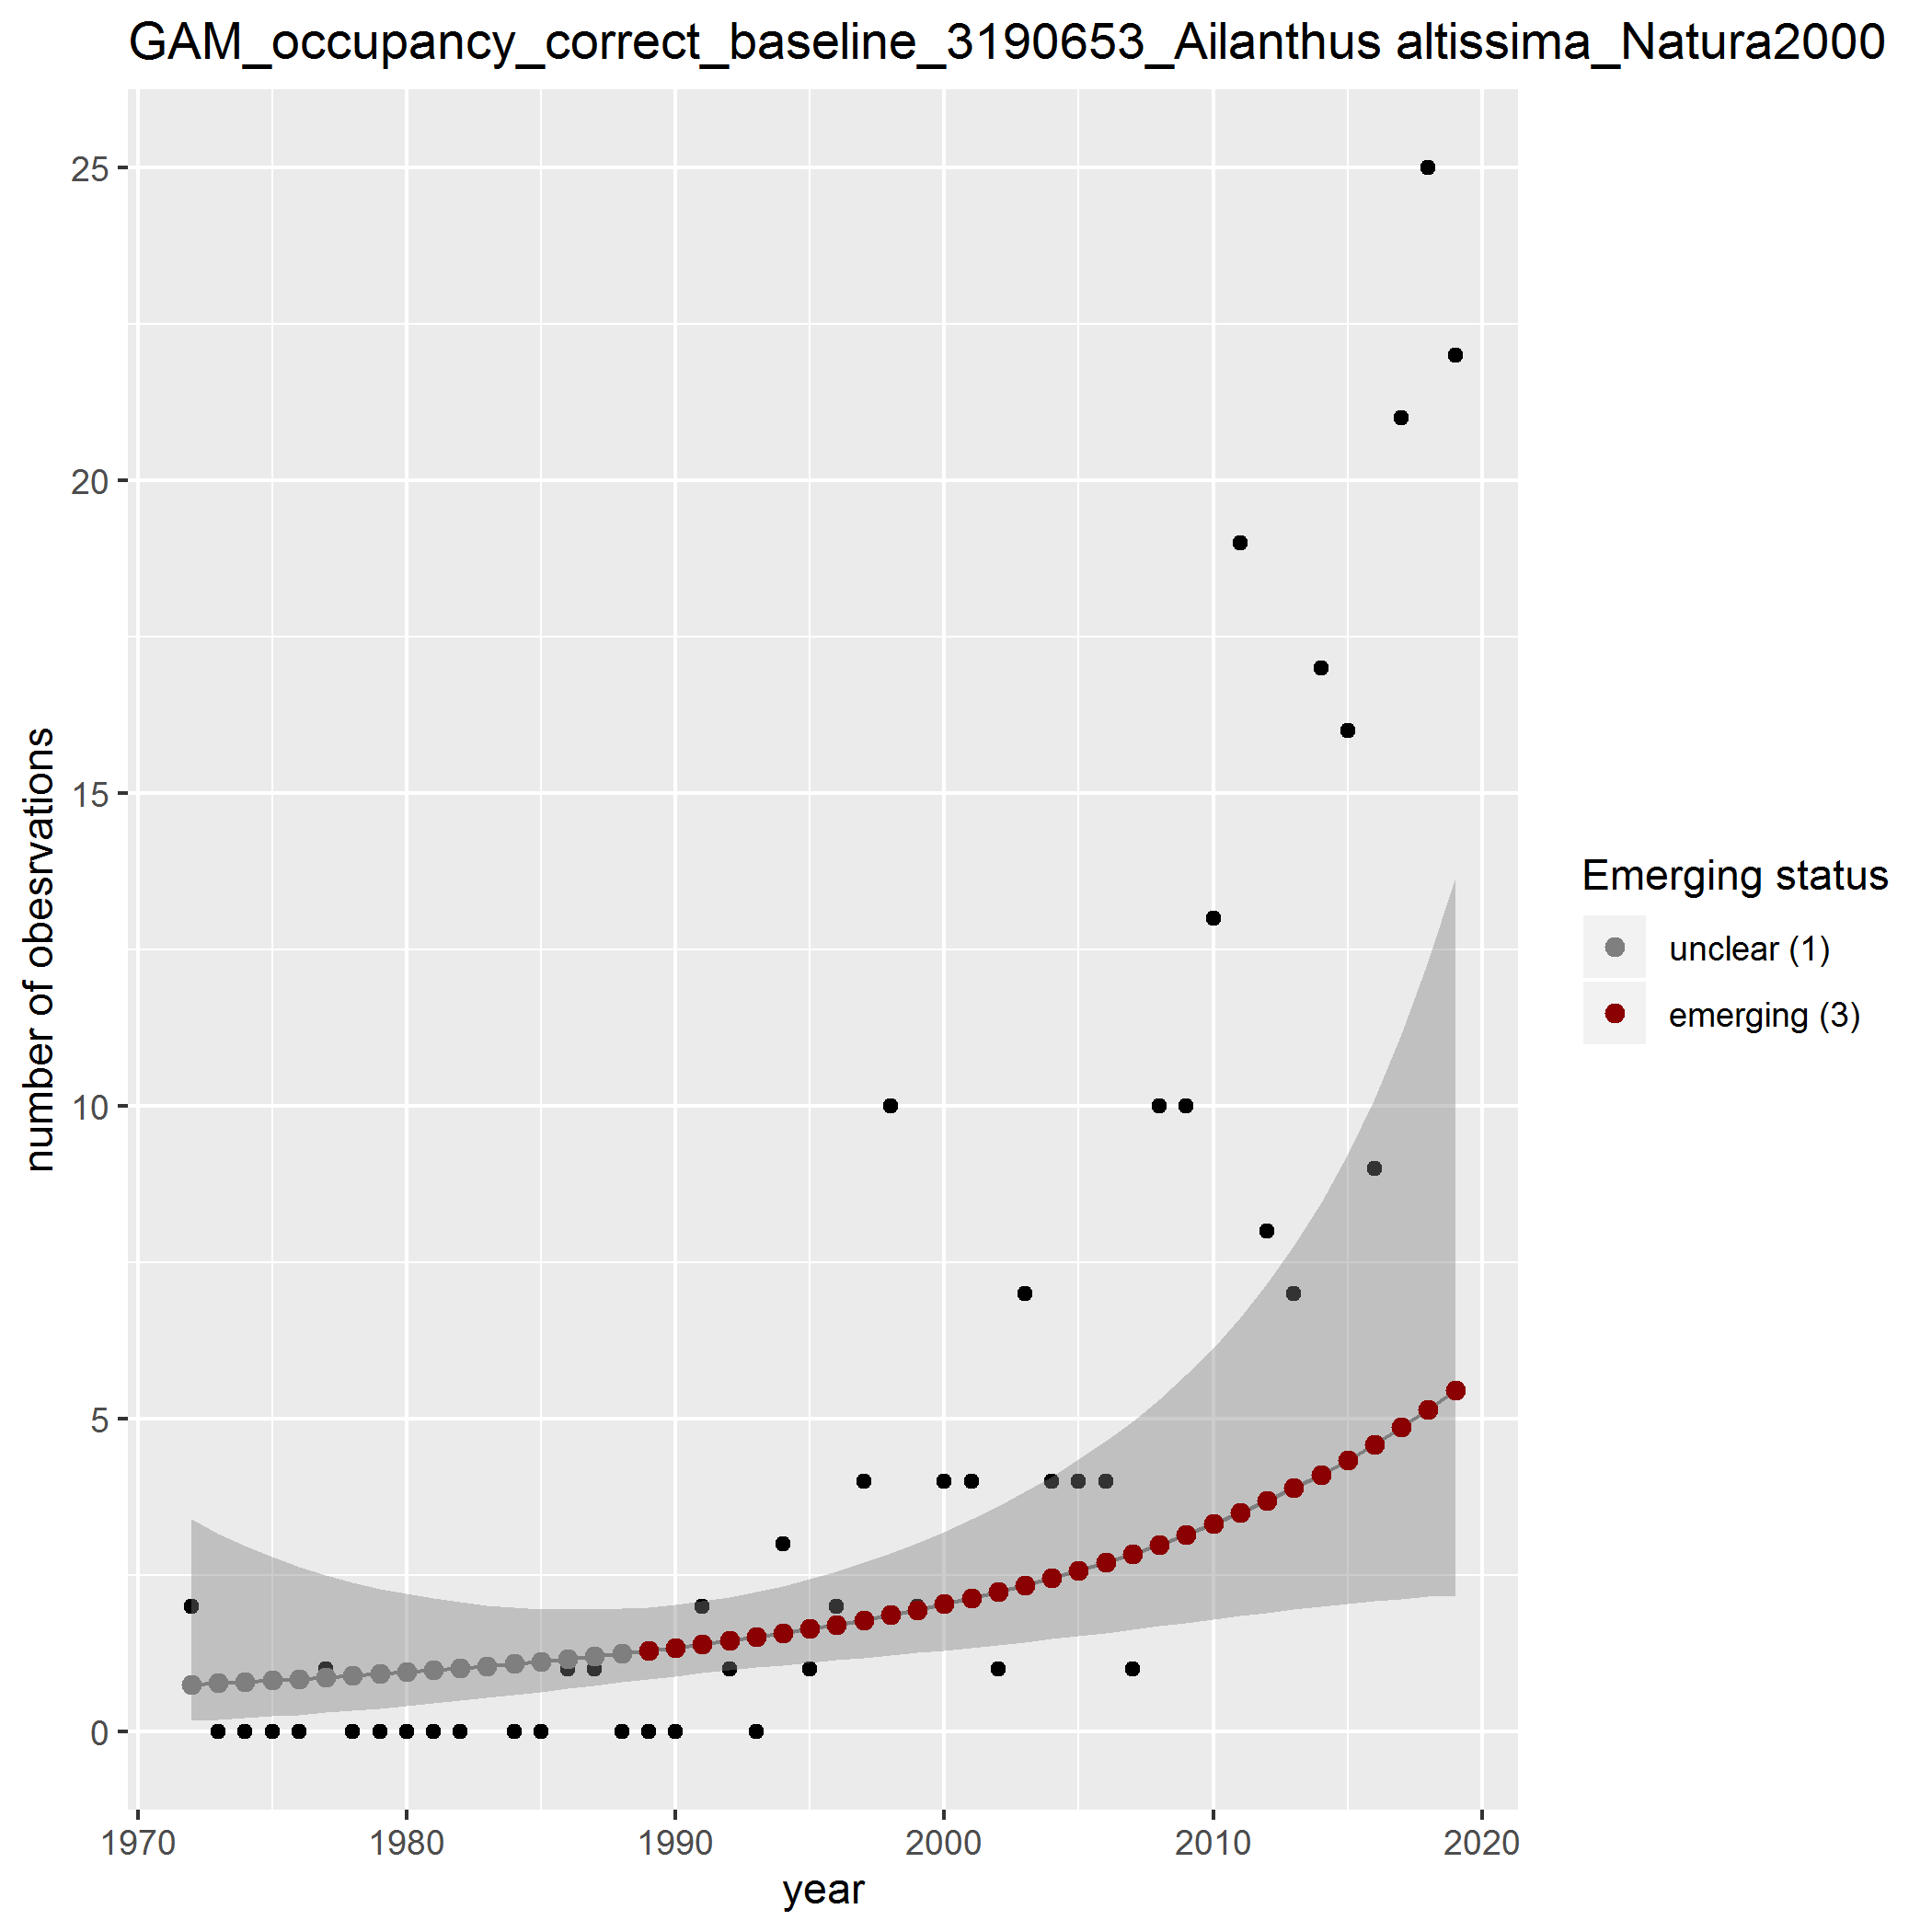 GAM_occupancy_correct_baseline_3190653_Ailanthus altissima_Natura2000
number of obesrvations
25
20
15
10
5
0
1970 1980 1990 2000 2010 2020
year
Emerging status
unclear (1)
emerging (3)